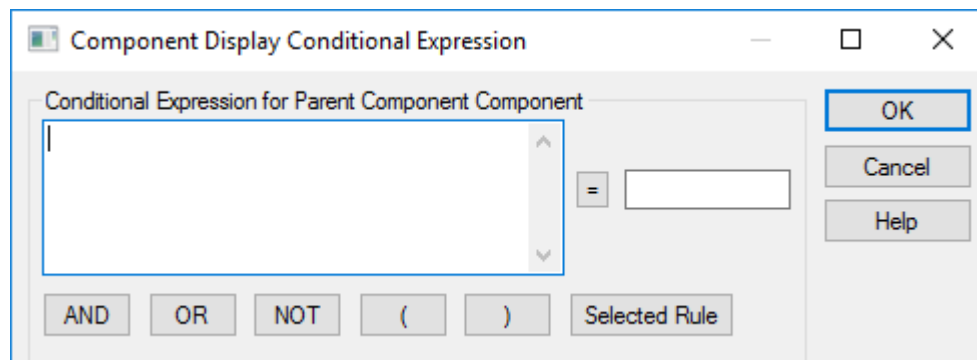 Component Display Conditional Expression
Conditional Expression for Parent Component Component
OK
=
Cancel
Help
AND OR NOT ( ) Selected Rule